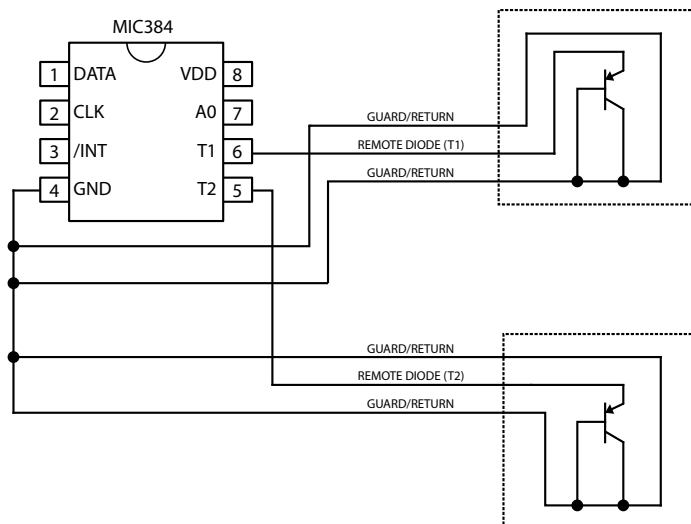 MIC384
1 DATA VDD 8
2 CLK A0 7
3 /INT T1 6
4 GND T2 5
GUARD/RETURN
REMOTE DIODE (T1)
GUARD/RETURN
GUARD/RETURN
REMOTE DIODE (T2)
GUARD/RETURN